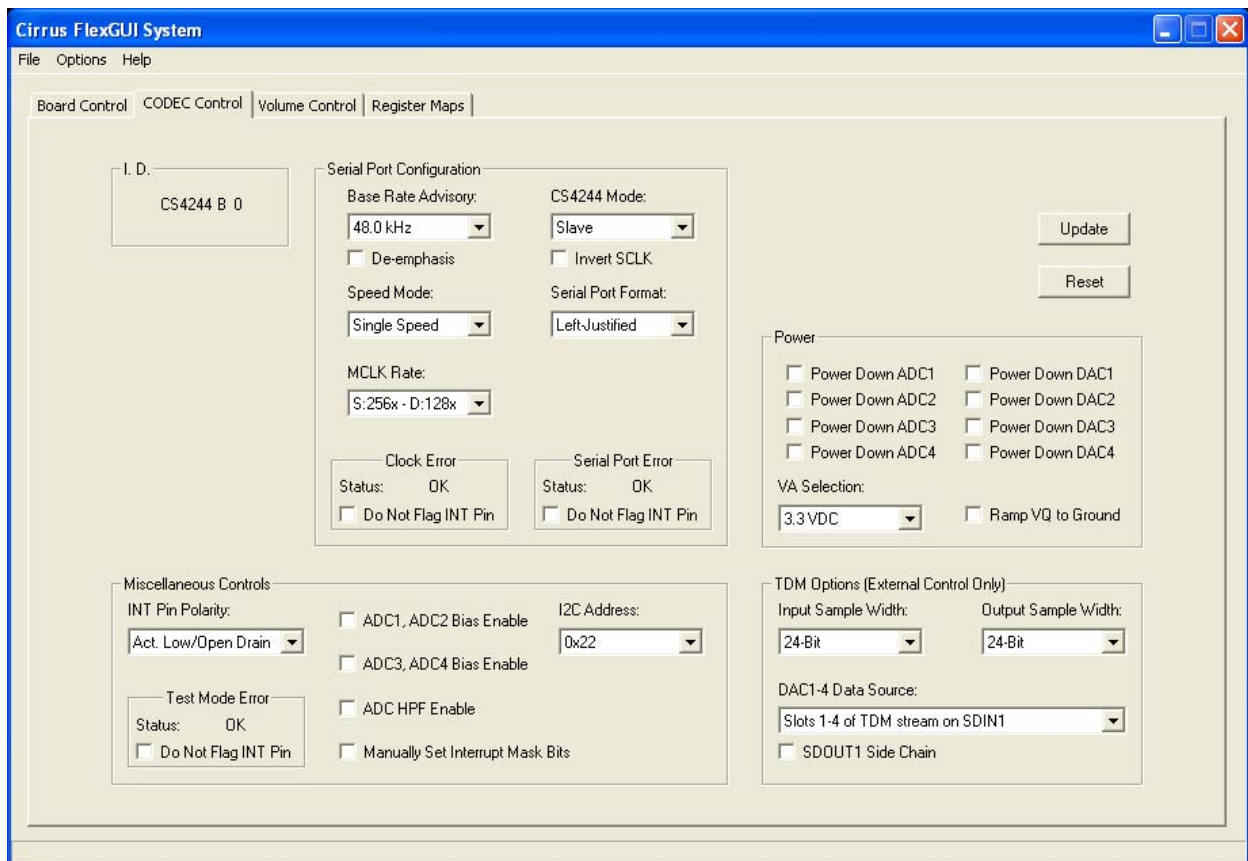 Cirrus FlexGUI System
File Options Help
Board Control CODEC Control Volume Control Register Maps
I. D.
CS4244 B 0
Serial Port Configuration
Base Rate Advisory: CS4244 Mode:
48.0 kHz Slave
De-emphasis Invert SCLK
Speed Mode: Serial Port Format:
Single Speed Left-Justified
MCLK Rate:
S:256x - D:128x
Clock Error
Status: OK
Do Not Flag INT Pin
Serial Port Error
Status: OK
Do Not Flag INT Pin
Update
Reset
Power
Power Down ADC1 Power Down DAC1
Power Down ADC2 Power Down DAC2
Power Down ADC3 Power Down DAC3
Power Down ADC4 Power Down DAC4
VA Selection:
3.3 VDC Ramp VQ to Ground
Miscellaneous Controls
INT Pin Polarity:
Act. Low/Open Drain
Test Mode Error
Status: OK
Do Not Flag INT Pin
ADC1, ADC2 Bias Enable
ADC3, ADC4 Bias Enable
ADC HPF Enable
Manually Set Interrupt Mask Bits
I2C Address:
0x22
TDM Options (External Control Only)
Input Sample Width: Output Sample Width:
24-Bit 24-Bit
DAC1-4 Data Source:
Slots 1-4 of TDM stream on SDIN1
SDOUT1 Side Chain